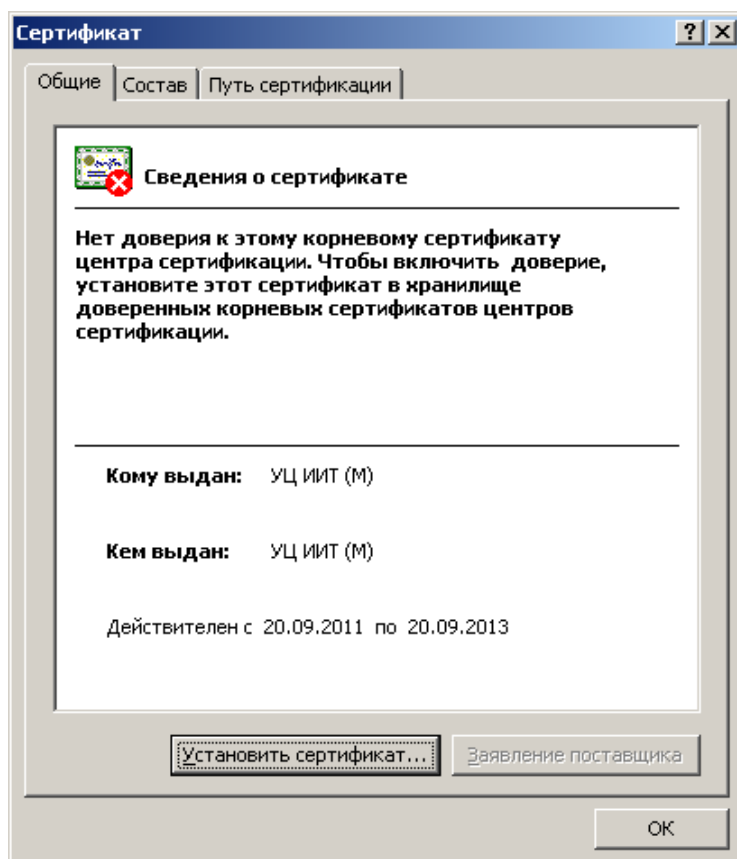 Сертификат
Общие Состав Путь сертификации
Сведения о сертификате
Нет доверия к этому корневому сертификату
центра сертификации. Чтобы включить доверие,
установите этот сертификат в хранилище
доверенных корневых сертификатов центров
сертификации.
Кому выдан: УЦ ИИТ (М)
Кем выдан: УЦ ИИТ (М)
Действителен с 20.09.2011 по 20.09.2013
Установить сертификат... Заявление поставщика
ОК